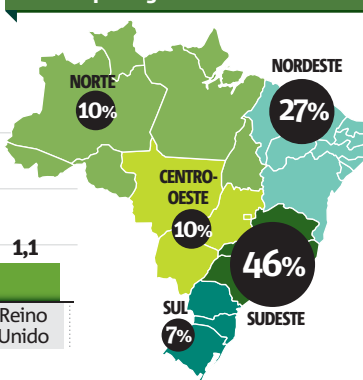 NORTE
10%
NORDESTE
27%
CENTRO-
OESTE
10%
46%
SUDESTE
SUL
7%
1,1
Reino
Unido